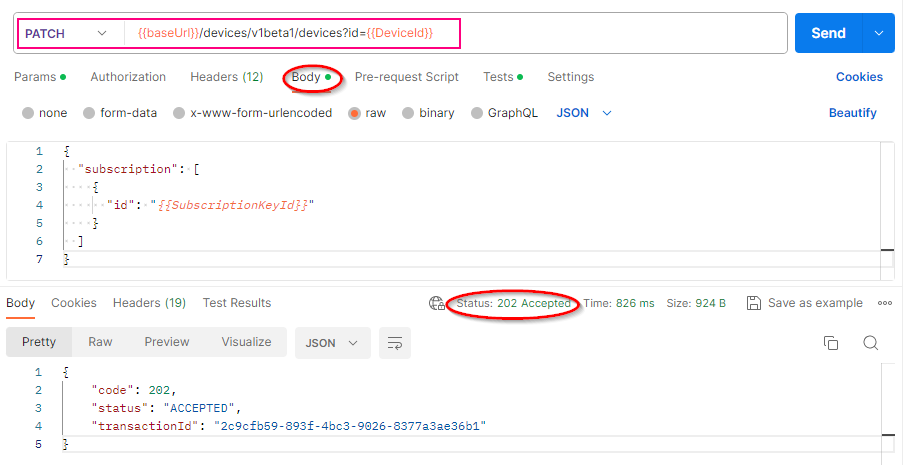 PATCH {{baseUrl}}/devices/v1beta1/devices?id={{DeviceId}} Send
Params Authorization Headers (12) Body Pre-request Script Tests Settings Cookies
none form-data x-www-form-urlencoded raw binary GraphQL JSON Beautify
1 {
2 "subscription": [
3 {
4 "id": "{{SubscriptionKeyId}}"
5 }
6 ]
7 }
Body Cookies Headers (19) Test Results Status: 202 Accepted Time: 826 ms Size: 924 B Save as example
Pretty Raw Preview Visualize JSON
1 {
2 "code": 202,
3 "status": "ACCEPTED",
4 "transactionId": "2c9cfb59-893f-4bc3-9026-8377a3ae36b1"
5 }